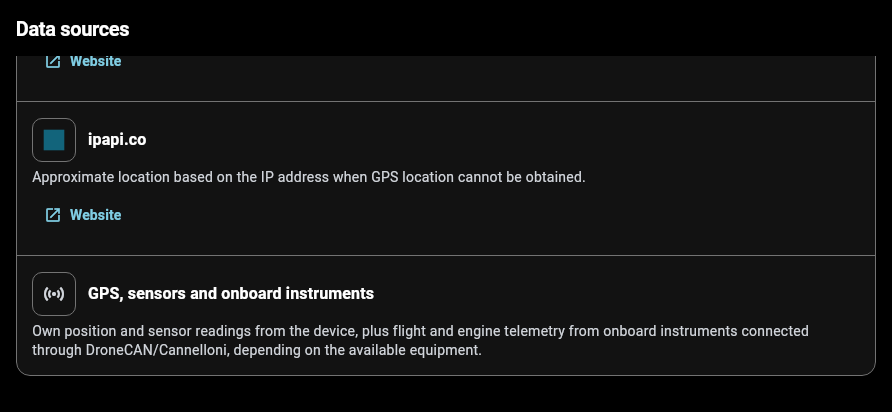 Data sources
Website
ipapi.co
Approximate location based on the IP address when GPS location cannot be obtained.
Website
GPS, sensors and onboard instruments
Own position and sensor readings from the device, plus flight and engine telemetry from onboard instruments connected
through DroneCAN/Cannelloni, depending on the available equipment.